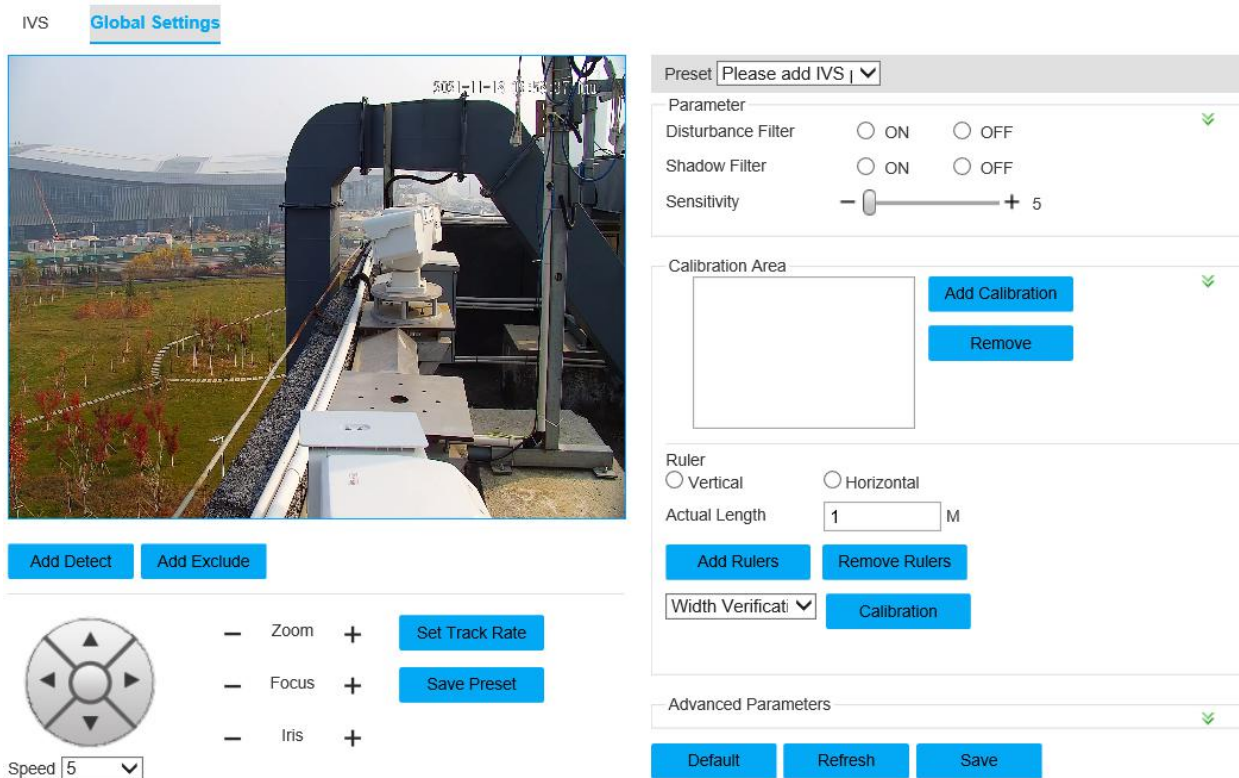 IVS Global Settings
Preset Please add IVS p
Parameter
Disturbance Filter ON OFF
Shadow Filter ON OFF
Sensitivity − + 5
Calibration Area
Add Calibration
Remove
Ruler
Vertical Horizontal
Actual Length 1 M
Add Rulers Remove Rulers
Width Verificati Calibration
Advanced Parameters
Default Refresh Save
Add Detect Add Exclude
− Zoom + Set Track Rate
− Focus + Save Preset
− Iris +
Speed 5